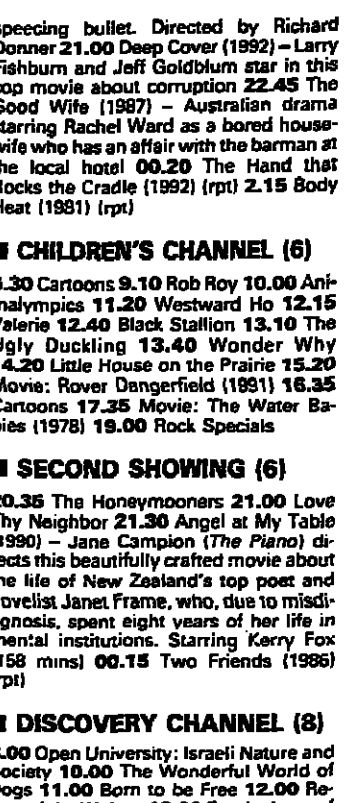 speecing bullet. Directed by Richard
Donner 21.00 Deep Cover (1992) – Larry
Fishburn and Jeff Goldblum star in this
cop movie about corruption 22.45 The
Good Wife (1987) – Australian drama
starring Rachel Ward as a bored house-
wife who has an affair with the barman at
the local hotel 00.20 The Hand that
Rocks the Cradle (1992) (rpt) 2.15 Body
Heat (1981) (rpt)
CHILDREN'S CHANNEL (6)
.30 Cartoons 9.10 Rob Roy 10.00 Ani-
malympics 11.20 Westward Ho 12.15
Valerie 12.40 Black Stallion 13.10 The
Ugly Duckling 13.40 Wonder Why
14.20 Little House on the Prairie 15.20
Movie: Rover Dangerfield (1991) 16.35
Cartoons 17.35 Movie: The Water Ba-
bies (1978) 19.00 Rock Specials
SECOND SHOWING (6)
20.35 The Honeymooners 21.00 Love
Thy Neighbor 21.30 Angel at My Table
(1990) – Jane Campion (The Piano) di-
rects this beautifully crafted movie about
the life of New Zealand's top poet and
novelist Janet Frame, who, due to misdi-
agnosis, spent eight years of her life in
mental institutions. Starring Kerry Fox
(158 mins) 00.15 Two Friends (1986)
(rpt)
DISCOVERY CHANNEL (8)
.00 Open University: Israeli Nature and
Society 10.00 The Wonderful World of
Dogs 11.00 Born to be Free 12.00 Re-